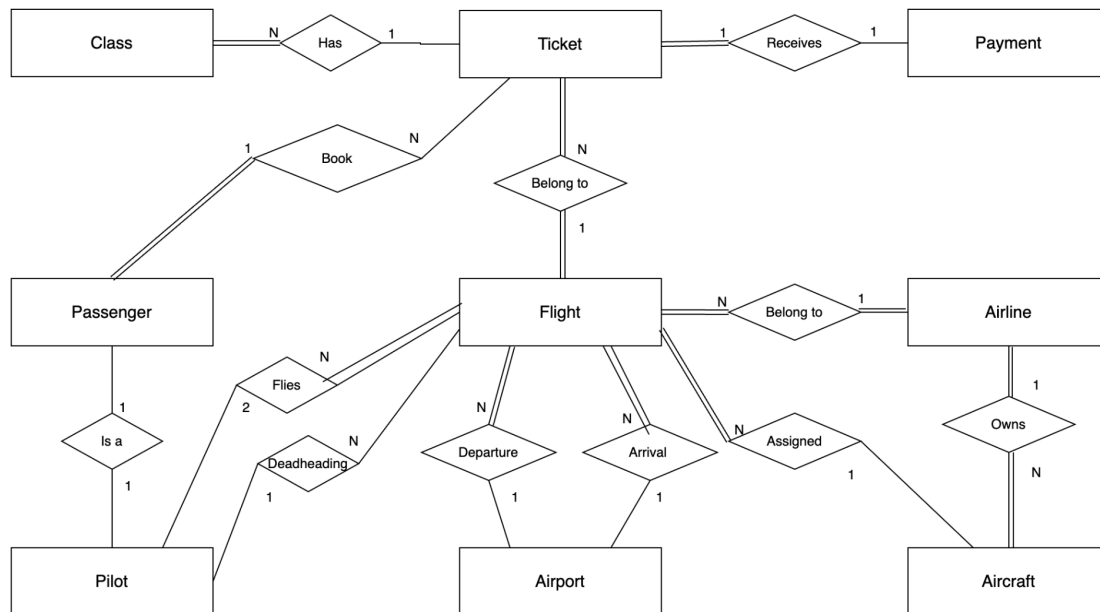 Class
N
Has
1
Ticket
1
Receives
1
Payment
1
Book
N
N
Belong to
1
Passenger
Flight
N
Belong to
1
Airline
N
Flies
2
1
Is a
1
N
Deadheading
1
N
Departure
1
N
Arrival
1
N
Assigned
1
1
Owns
N
Pilot
Airport
Aircraft